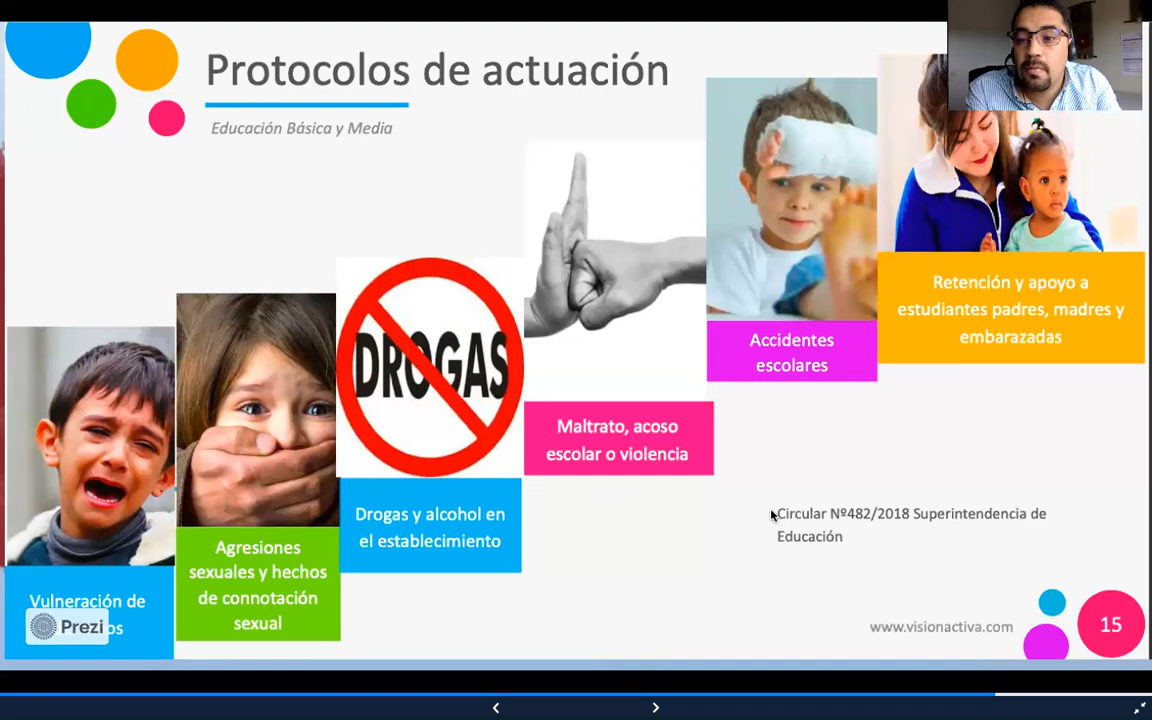 Protocolos de actuación
Educación Básica y Media
Vulneración de
Prezi
Agresiones
sexuales y hechos
de connotación
sexual
DROGAS
Drogas y alcohol en
el establecimiento
Maltrato, acoso
escolar o violencia
Accidentes
escolares
Retención y apoyo a
estudiantes padres, madres y
embarazadas
Circular Nº482/2018 Superintendencia de
Educación
www.visionactiva.com
15